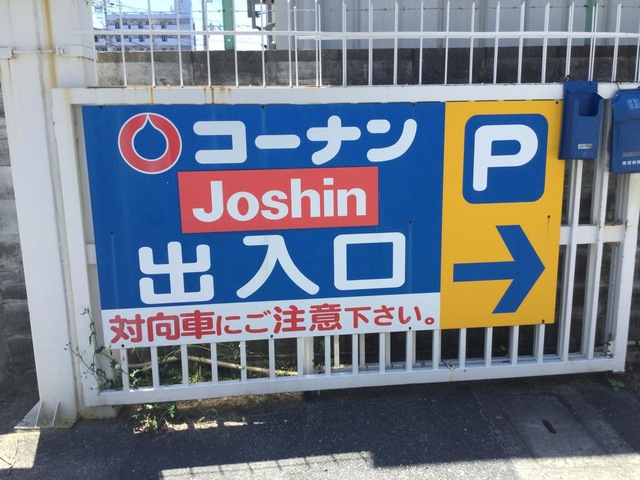 コーナン
Joshin
出入口
対向車にご注意下さい。
P